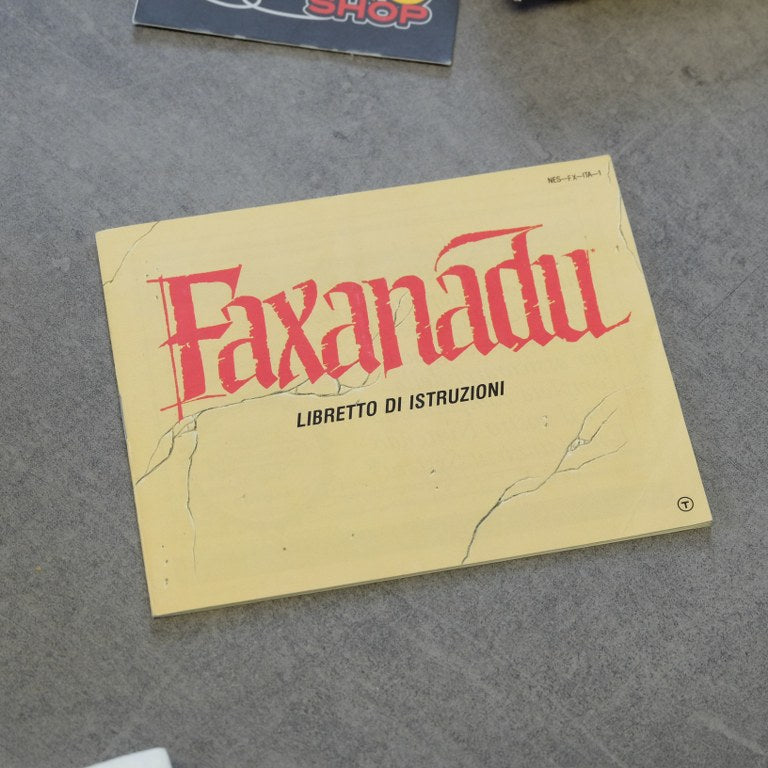 SHOP
NES-FX-ITA-1
Faxanadu
LIBRETTO DI ISTRUZIONI
T